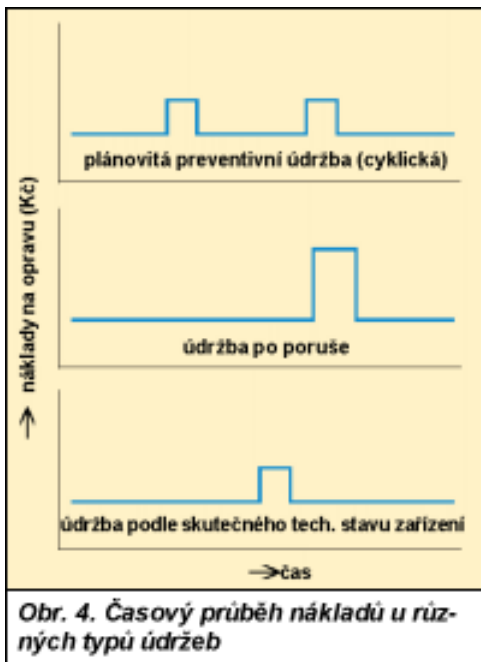 náklady na opravu (Kč)
plánovitá preventivní údržba (cyklická)
údržba po poruše
údržba podle skutečného tech. stavu zařízení
čas
Obr. 4. Časový průběh nákladů u růz-
ných typů údržeb